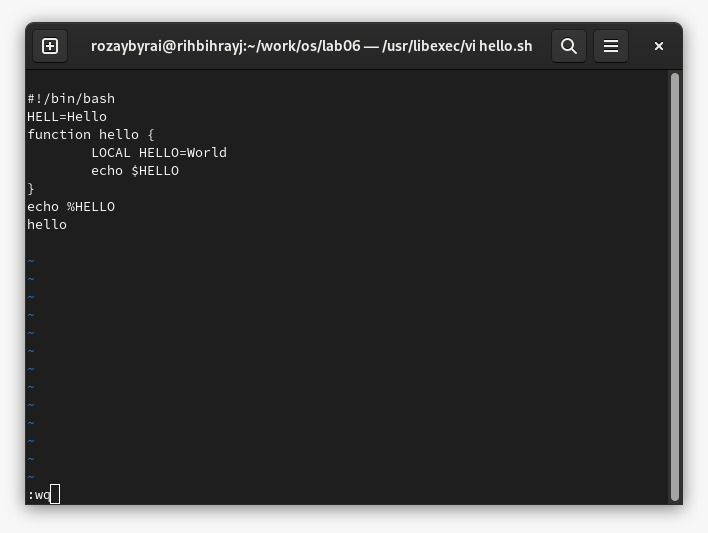 rozaybyrai@rihbihrayj:~/work/os/lab06 — /usr/libexec/vi hello.sh
#!/bin/bash
HELL=Hello
function hello {
        LOCAL HELLO=World
        echo $HELLO
}
echo %HELLO
hello
~
~
~
~
~
~
~
~
~
~
~
~
~
:wq